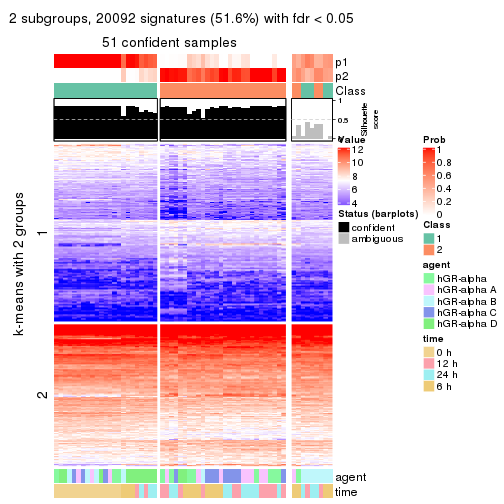 2 subgroups, 20092 signatures (51.6%) with fdr < 0.05
51 confident samples
p1
p2
Class
1
0.5
0
Silhouette
score
k-means with 2 groups
1
2
agent
time
Value
12
10
8
6
4
Status (barplots)
confident
ambiguous
Prob
1
0.8
0.6
0.4
0.2
0
Class
1
2
agent
hGR-alpha
hGR-alpha A
hGR-alpha B
hGR-alpha C
hGR-alpha D
time
0 h
12 h
24 h
6 h